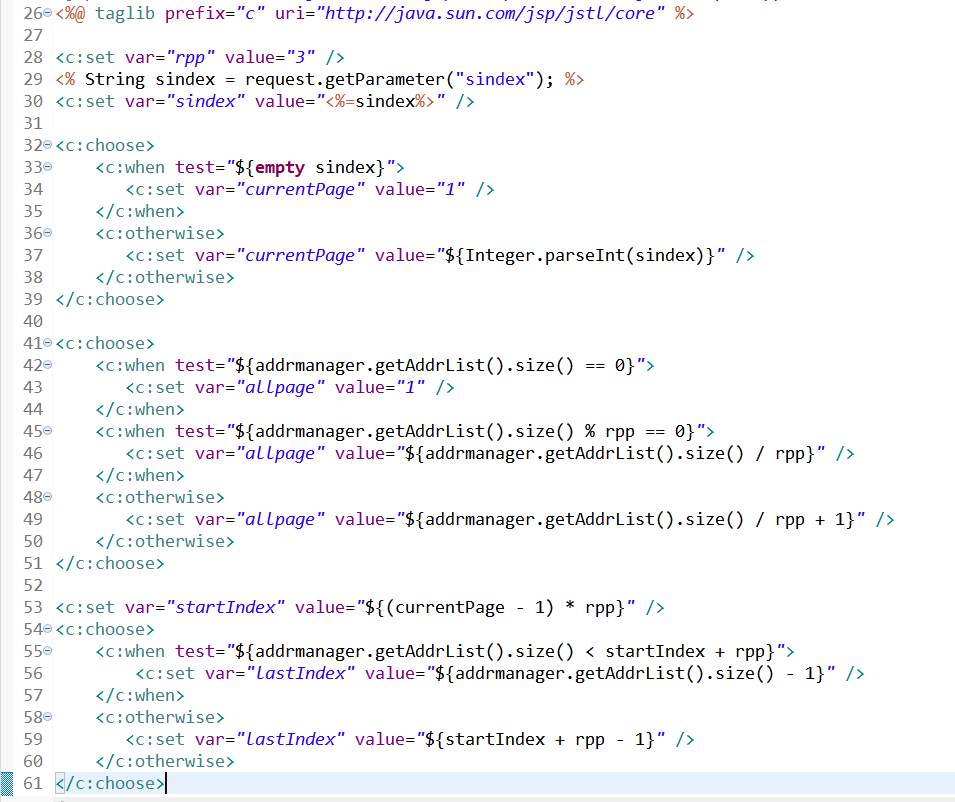 26 <%@ taglib prefix="c" uri="http://java.sun.com/jsp/jstl/core" %>
27
28 <c:set var="rpp" value="3" />
29 <% String sindex = request.getParameter("sindex"); %>
30 <c:set var="sindex" value="<%=sindex%>" />
31
32 <c:choose>
33     <c:when test="${empty sindex}">
34        <c:set var="currentPage" value="1" />
35     </c:when>
36     <c:otherwise>
37        <c:set var="currentPage" value="${Integer.parseInt(sindex)}" />
38     </c:otherwise>
39 </c:choose>
40
41 <c:choose>
42     <c:when test="${addrmanager.getAddrList().size() == 0}">
43        <c:set var="allpage" value="1" />
44     </c:when>
45     <c:when test="${addrmanager.getAddrList().size() % rpp == 0}">
46        <c:set var="allpage" value="${addrmanager.getAddrList().size() / rpp}" />
47     </c:when>
48     <c:otherwise>
49        <c:set var="allpage" value="${addrmanager.getAddrList().size() / rpp + 1}" />
50     </c:otherwise>
51 </c:choose>
52
53 <c:set var="startIndex" value="${(currentPage - 1) * rpp}" />
54 <c:choose>
55     <c:when test="${addrmanager.getAddrList().size() < startIndex + rpp}">
56         <c:set var="lastIndex" value="${addrmanager.getAddrList().size() - 1}" />
57     </c:when>
58     <c:otherwise>
59        <c:set var="lastIndex" value="${startIndex + rpp - 1}" />
60     </c:otherwise>
61 </c:choose>